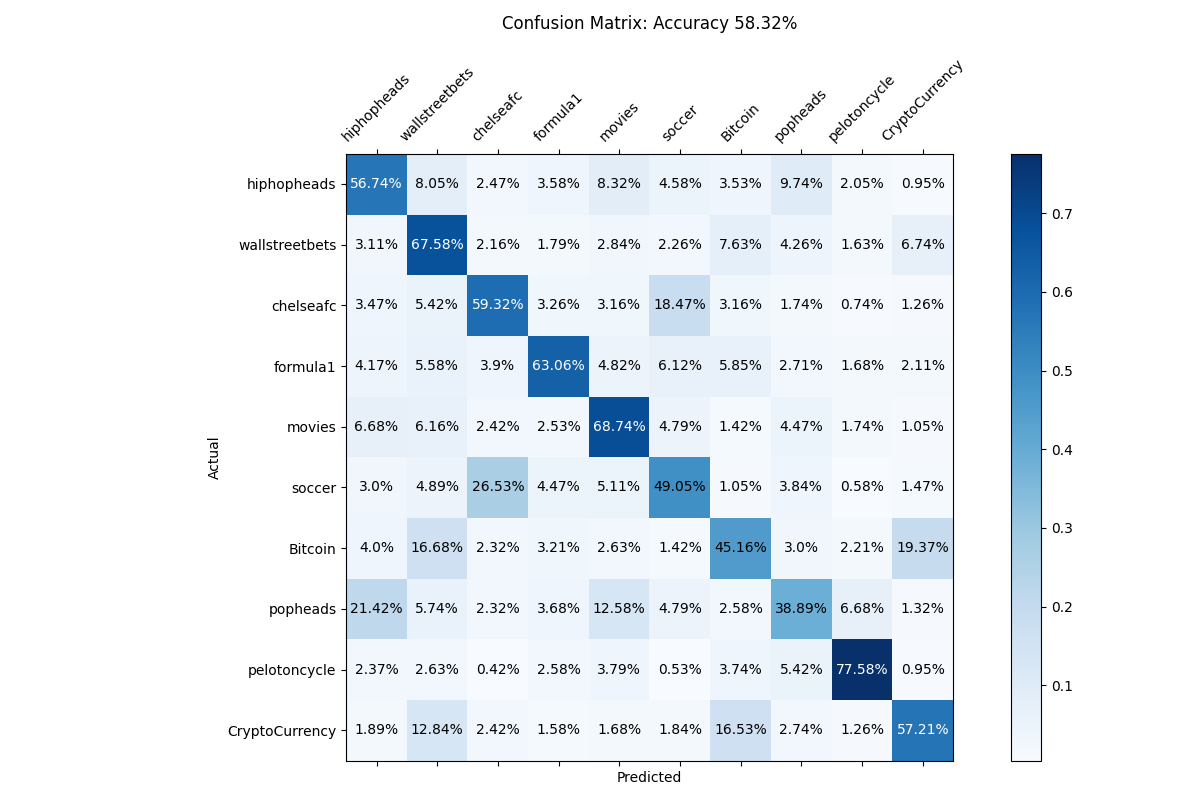 Confusion Matrix: Accuracy 58.32%
hiphopheads wallstreetbets chelseafc formula1 movies soccer Bitcoin popheads pelotoncycle CryptoCurrency
hiphopheads 56.74% 8.05% 2.47% 3.58% 8.32% 4.58% 3.53% 9.74% 2.05% 0.95%
wallstreetbets 3.11% 67.58% 2.16% 1.79% 2.84% 2.26% 7.63% 4.26% 1.63% 6.74%
chelseafc 3.47% 5.42% 59.32% 3.26% 3.16% 18.47% 3.16% 1.74% 0.74% 1.26%
formula1 4.17% 5.58% 3.9% 63.06% 4.82% 6.12% 5.85% 2.71% 1.68% 2.11%
movies 6.68% 6.16% 2.42% 2.53% 68.74% 4.79% 1.42% 4.47% 1.74% 1.05%
soccer 3.0% 4.89% 26.53% 4.47% 5.11% 49.05% 1.05% 3.84% 0.58% 1.47%
Bitcoin 4.0% 16.68% 2.32% 3.21% 2.63% 1.42% 45.16% 3.0% 2.21% 19.37%
popheads 21.42% 5.74% 2.32% 3.68% 12.58% 4.79% 2.58% 38.89% 6.68% 1.32%
pelotoncycle 2.37% 2.63% 0.42% 2.58% 3.79% 0.53% 3.74% 5.42% 77.58% 0.95%
CryptoCurrency 1.89% 12.84% 2.42% 1.58% 1.68% 1.84% 16.53% 2.74% 1.26% 57.21%
Actual
Predicted
0.7
0.6
0.5
0.4
0.3
0.2
0.1